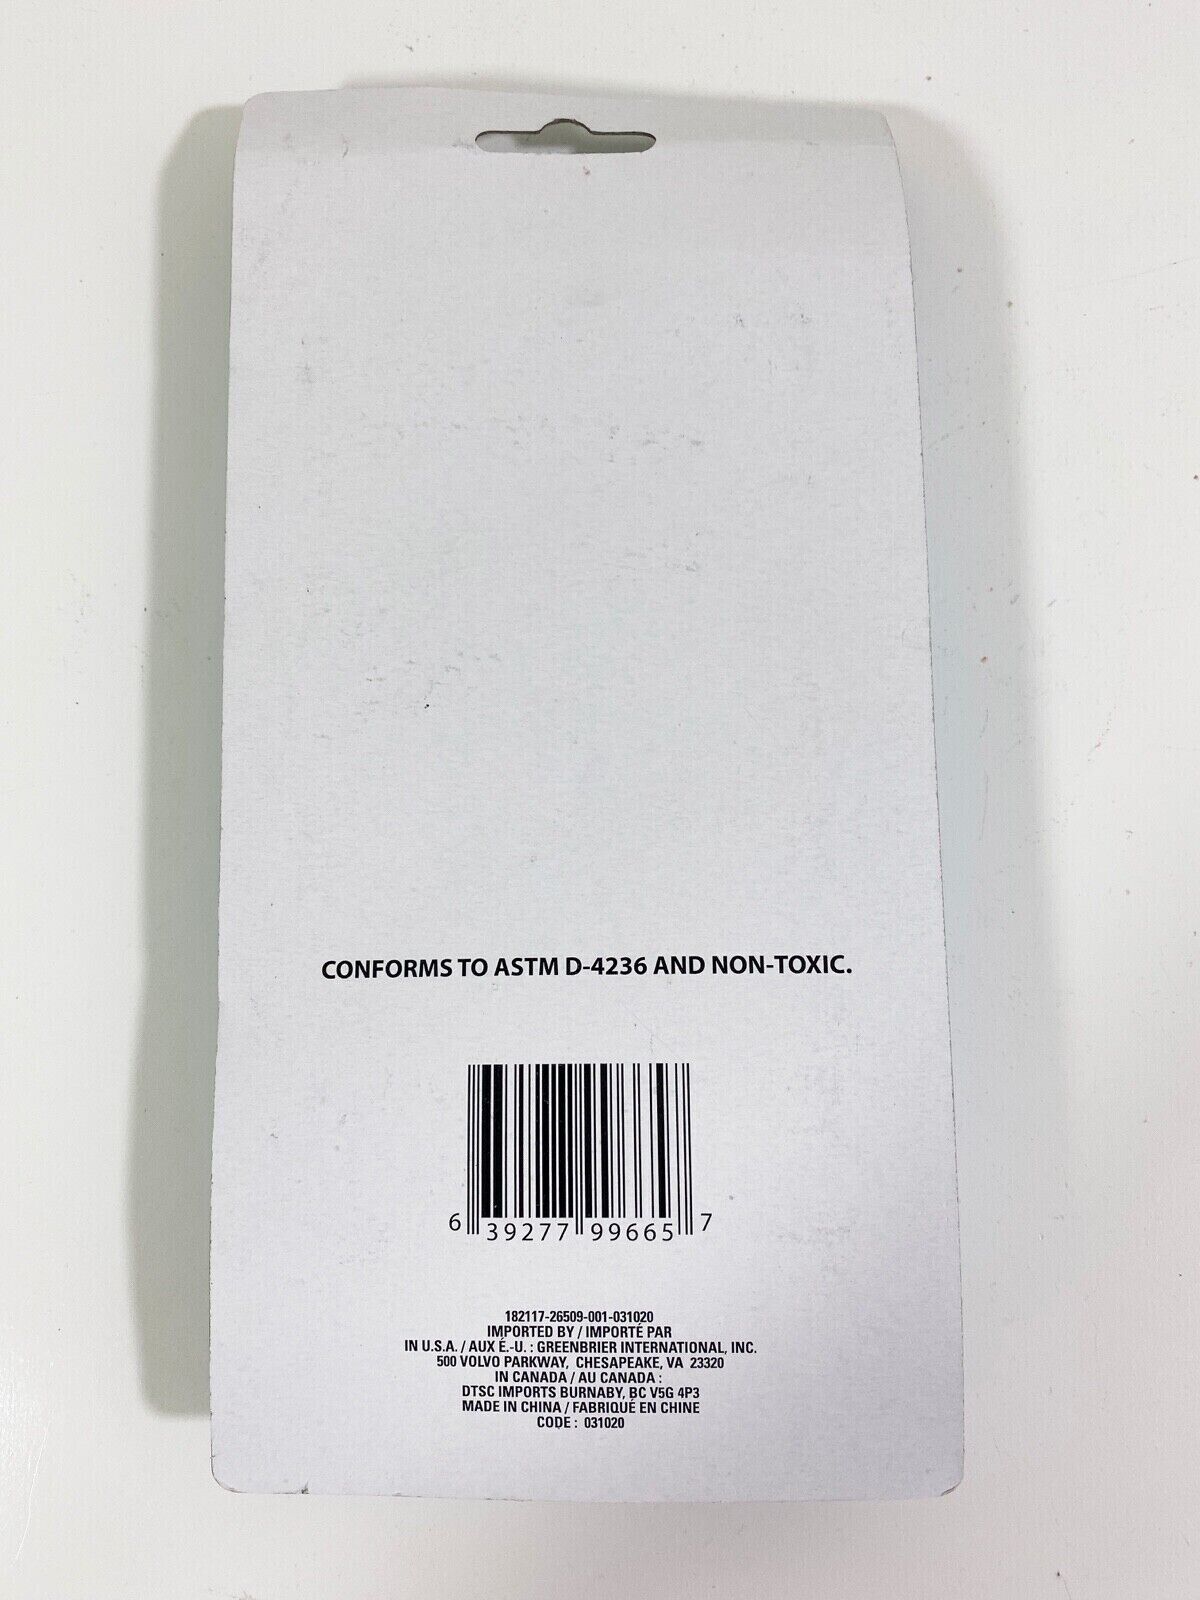 CONFORMS TO ASTM D-4236 AND NON-TOXIC.
6 39277 99665 7
182117-26509-001-031020
IMPORTED BY / IMPORTÉ PAR
IN U.S.A. / AUX É.-U. : GREENBRIER INTERNATIONAL, INC.
500 VOLVO PARKWAY, CHESAPEAKE, VA 23320
IN CANADA / AU CANADA :
DTSC IMPORTS BURNABY, BC V5G 4P3
MADE IN CHINA / FABRIQUÉ EN CHINE
CODE : 031020